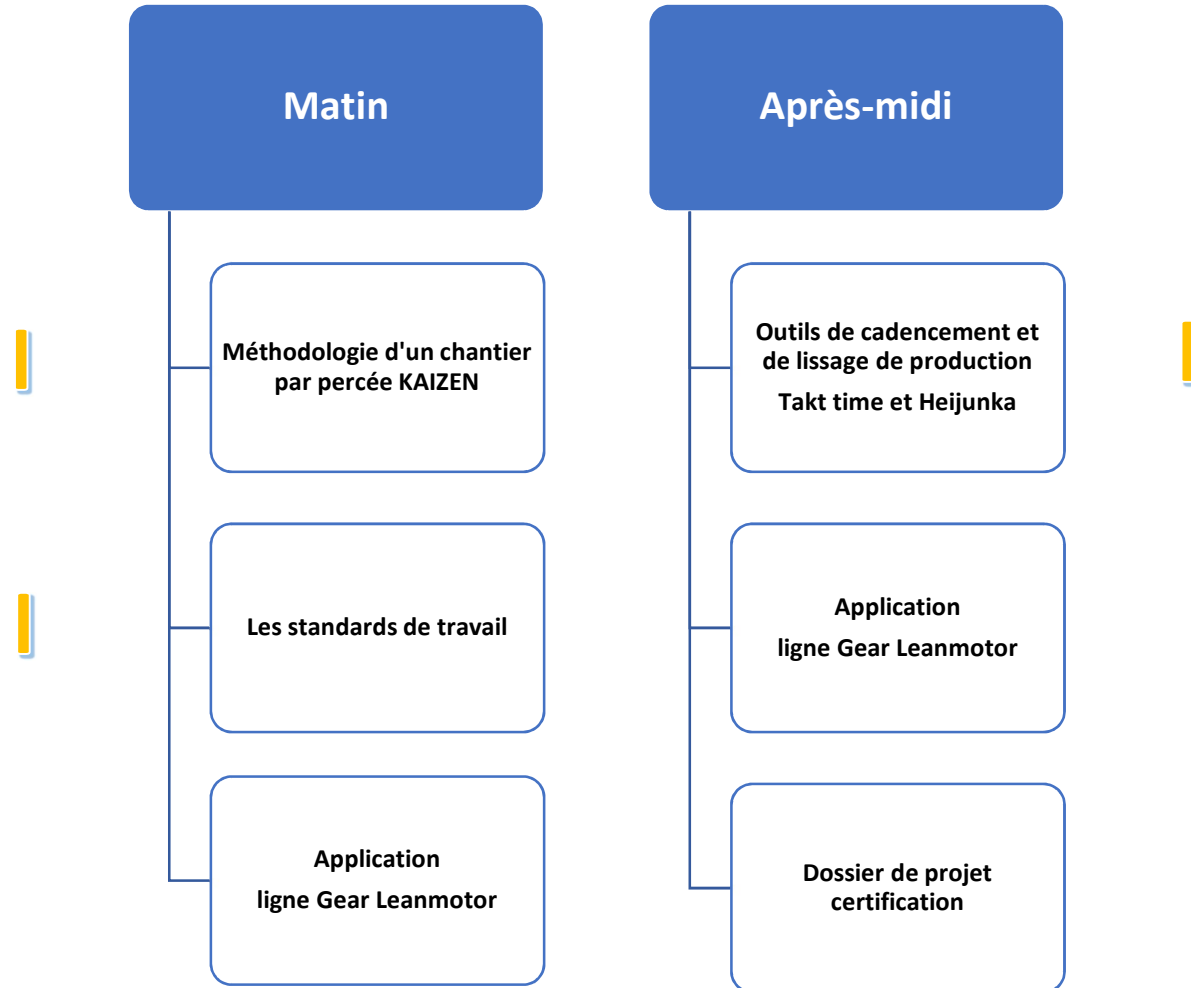 Matin
Méthodologie d'un chantier
par percée KAIZEN
Les standards de travail
Application
ligne Gear Leanmotor
Après-midi
Outils de cadencement et
de lissage de production
Takt time et Heijunka
Application
ligne Gear Leanmotor
Dossier de projet
certification